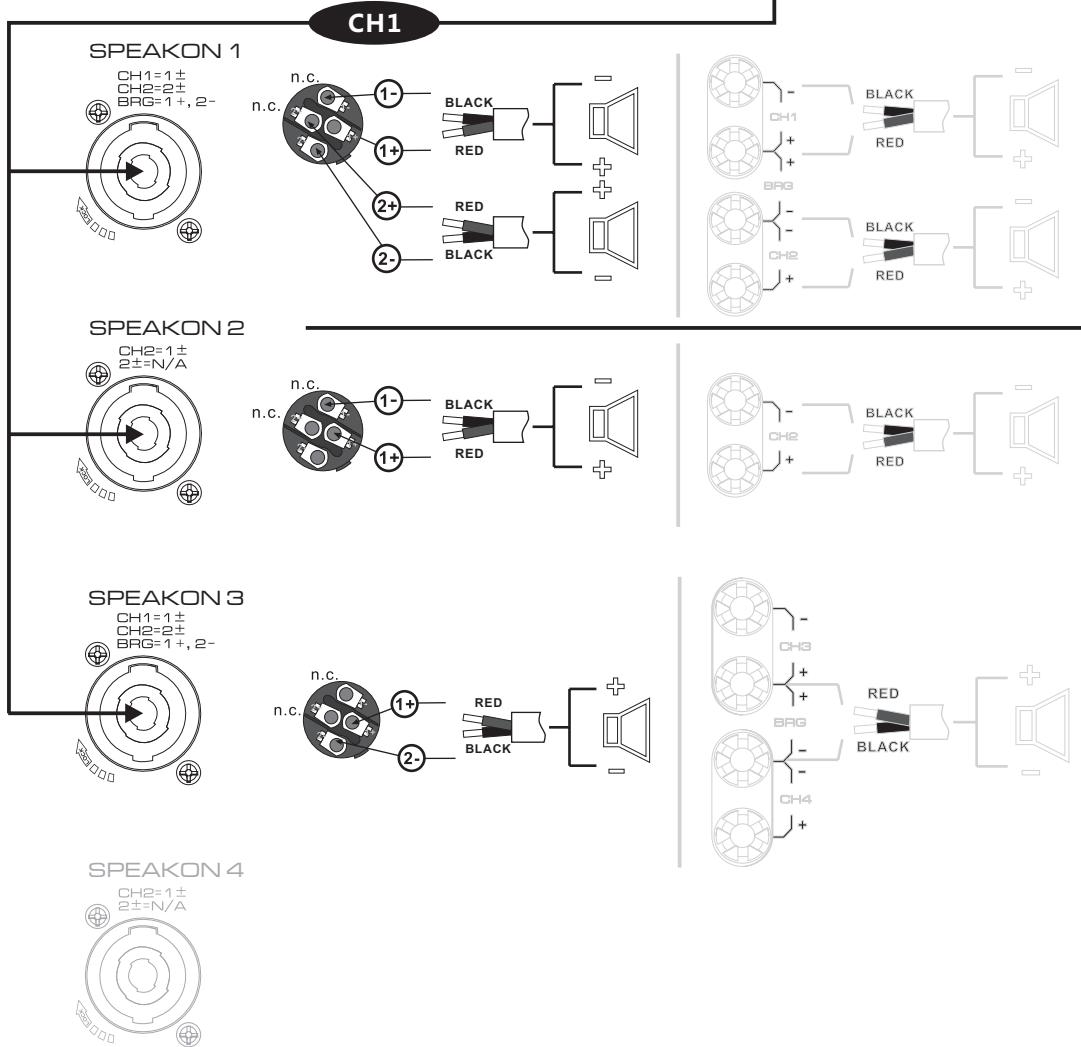 CH1
SPEAKON 1
CH1=1±
CH2=2±
BRG=1+, 2-
n.c.
n.c.
1-
1+
2+
2-
BLACK
RED
-
+
RED
BLACK
+
-
-
CH1
+
+
BRG
-
-
CH2
+
BLACK
RED
-
+
BLACK
RED
-
+
SPEAKON 2
CH2=1±
2±=N/A
n.c.
n.c.
1-
1+
BLACK
RED
-
+
-
CH2
+
BLACK
RED
-
+
SPEAKON 3
CH1=1±
CH2=2±
BRG=1+, 2-
n.c.
n.c.
1+
2-
RED
BLACK
+
-
-
CH3
+
+
BRG
-
-
CH4
+
RED
BLACK
+
-
SPEAKON 4
CH2=1±
2±=N/A